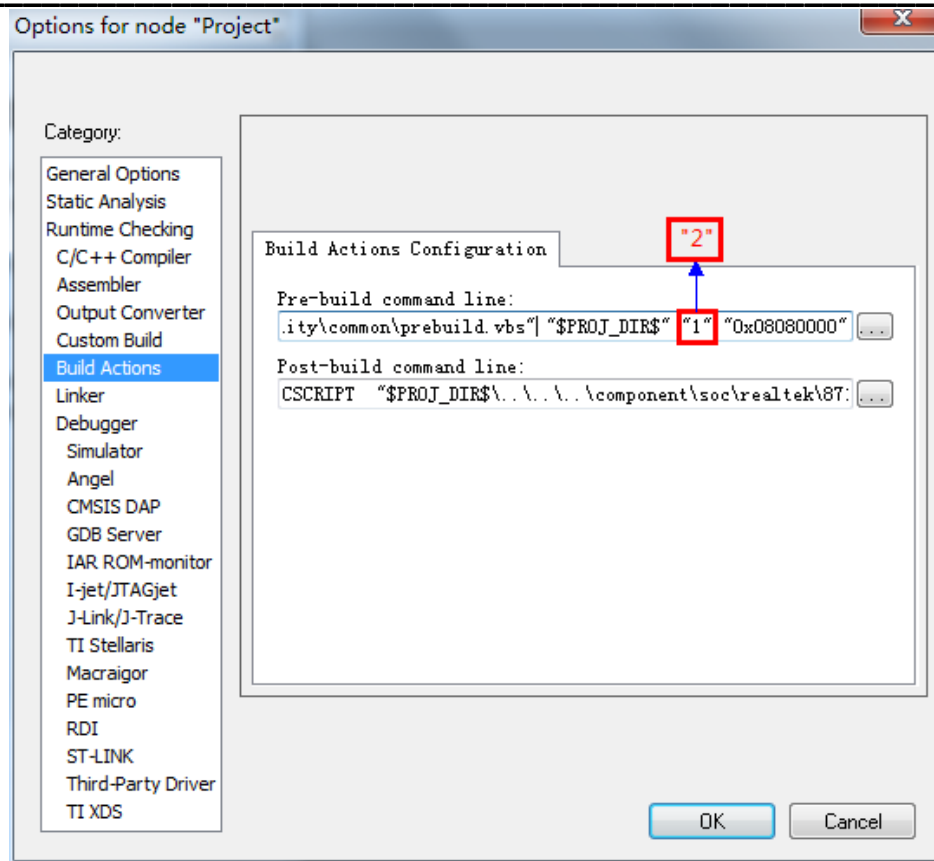 Options for node "Project"
Category:
General Options
Static Analysis
Runtime Checking
C/C++ Compiler
Assembler
Output Converter
Custom Build
Build Actions
Linker
Debugger
Simulator
Angel
CMSIS DAP
GDB Server
IAR ROM-monitor
I-jet/JTAGjet
J-Link/J-Trace
TI Stellaris
Macraigor
PE micro
RDI
ST-LINK
Third-Party Driver
TI XDS
"2"
Build Actions Configuration
Pre-build command line:
.ity\common\prebuild.vbs" "$PROJ_DIR$" "1" "0x08080000" ...
Post-build command line:
CSCRIPT "$PROJ_DIR$\..\..\..\component\soc\realtek\87: ...
OK
Cancel